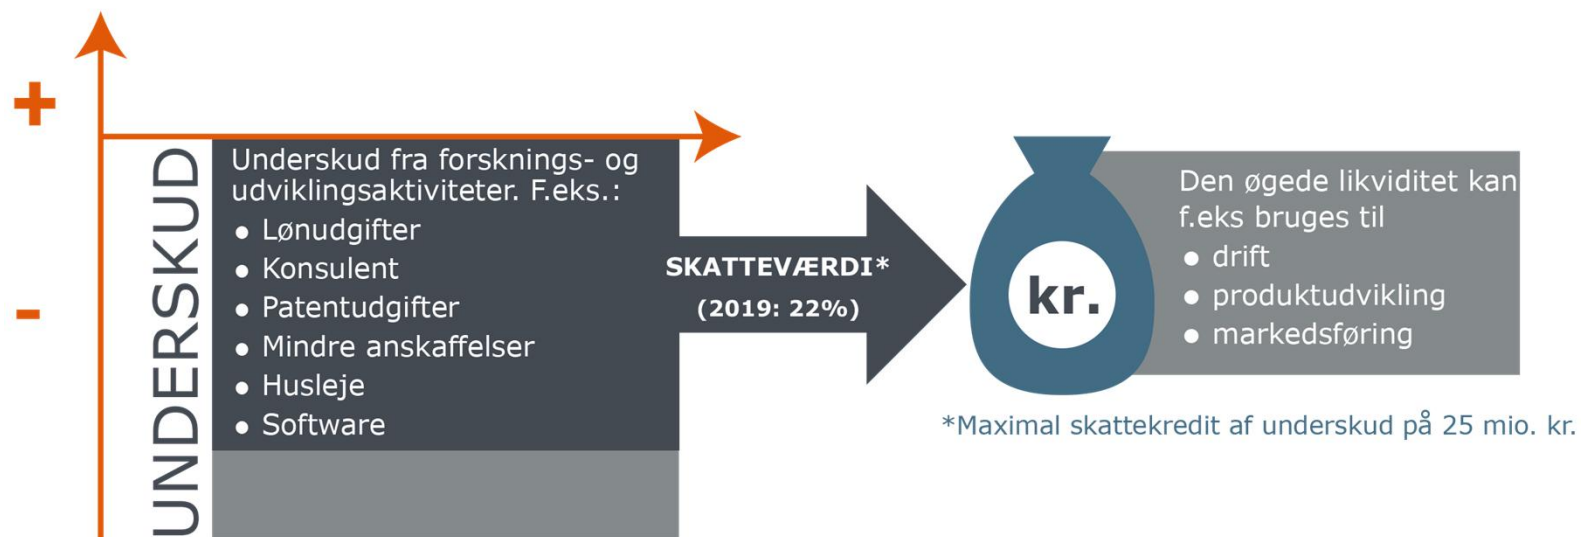 +
-
UNDERSKUD
Underskud fra forsknings- og
udviklingsaktiviteter. F.eks.:
● Lønudgifter
● Konsulent
● Patentudgifter
● Mindre anskaffelser
● Husleje
● Software
SKATTEVÆRDI*
(2019: 22%)
kr.
Den øgede likviditet kan
f.eks bruges til
● drift
● produktudvikling
● markedsføring
*Maximal skattekredit af underskud på 25 mio. kr.